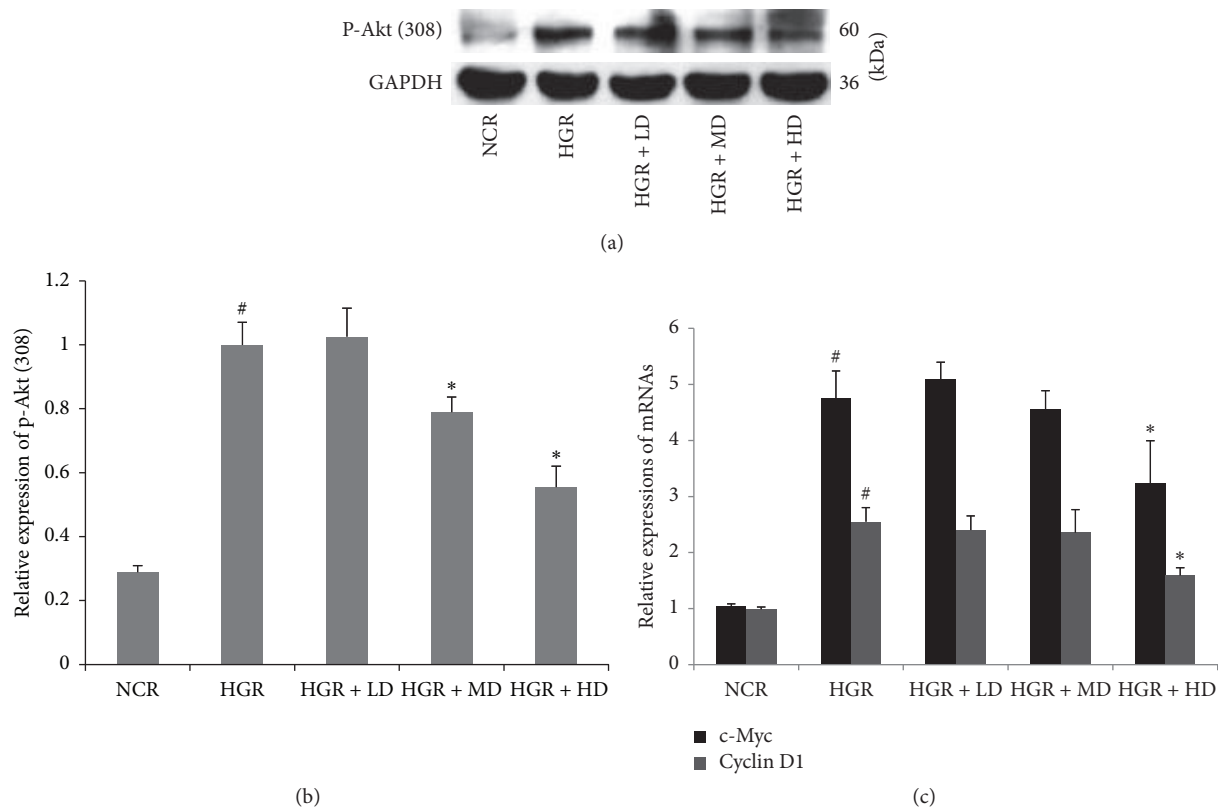 P-Akt (308)
60
GAPDH
36
(kDa)
NCR
HGR
HGR + LD
HGR + MD
HGR + HD
(a)
Relative expression of p-Akt (308)
1.2
1
0.8
0.6
0.4
0.2
0
#
*
*
NCR
HGR
HGR + LD
HGR + MD
HGR + HD
(b)
Relative expressions of mRNAs
6
5
4
3
2
1
0
#
#
*
*
NCR
HGR
HGR + LD
HGR + MD
HGR + HD
c-Myc
Cyclin D1
(c)